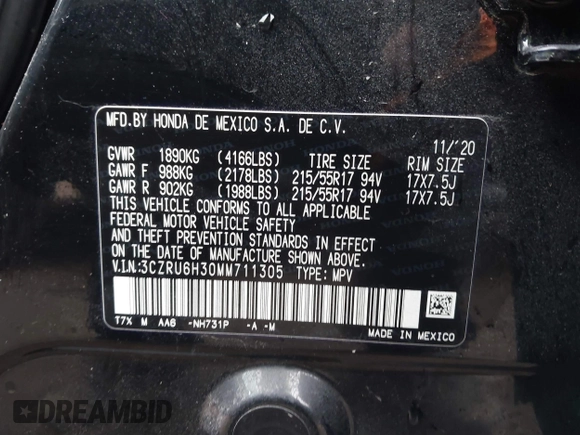 MFD.BY HONDA DE MEXICO S.A. DE C.V.
11/'20
GVWR 1890KG (4166LBS) TIRE SIZE RIM SIZE
GAWR F 988KG (2178LBS) 215/55R17 94V 17X7.5J
GAWR R 902KG (1988LBS) 215/55R17 94V 17X7.5J
THIS VEHICLE CONFORMS TO ALL APPLICABLE
FEDERAL MOTOR VEHICLE SAFETY
AND THEFT PREVENTION STANDARDS IN EFFECT
ON THE DATE OF MANUFACTURE SHOWN ABOVE.
V.I.N:3CZRU6H30MM711305 TYPE: MPV
T7X M AA6 -NH731P -A -M
MADE IN MEXICO
DREAMBID